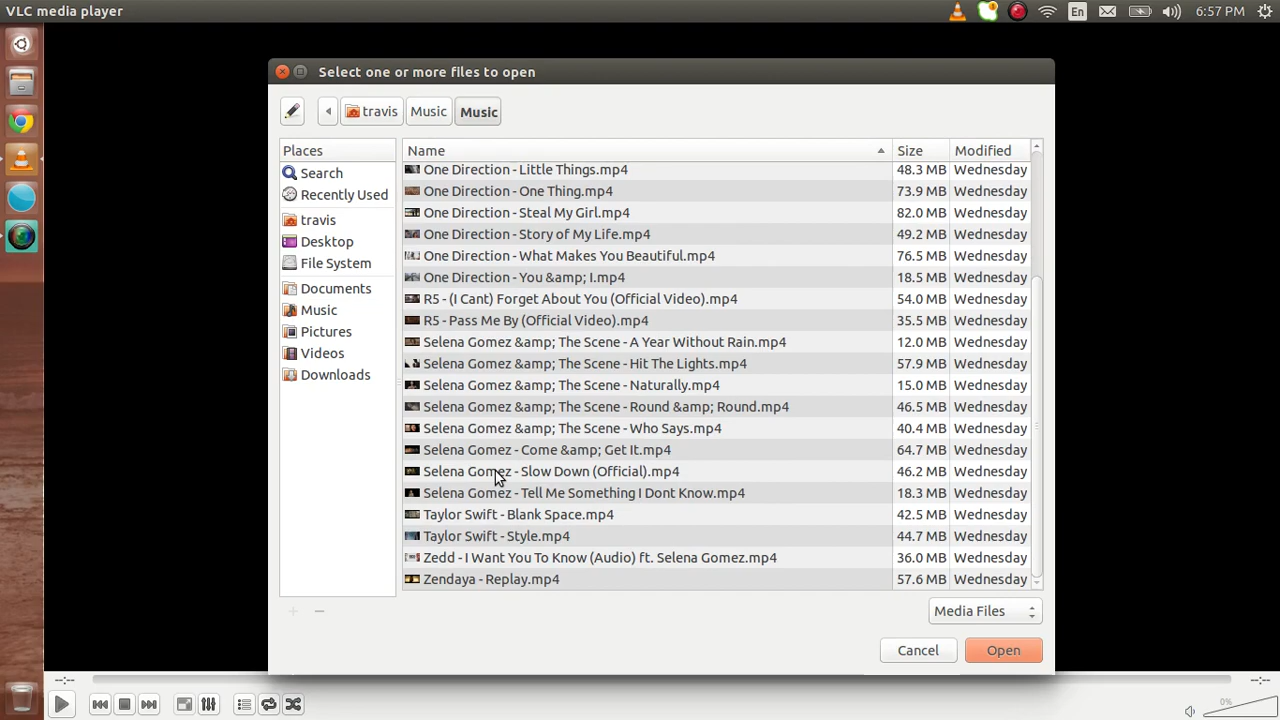 VLC media player
En
6:57 PM
Select one or more files to open
travis
Music
Music
Places
Search
Recently Used
travis
Desktop
File System
Documents
Music
Pictures
Videos
Downloads
Name Size Modified
One Direction - Little Things.mp4 48.3 MB Wednesday
One Direction - One Thing.mp4 73.9 MB Wednesday
One Direction - Steal My Girl.mp4 82.0 MB Wednesday
One Direction - Story of My Life.mp4 49.2 MB Wednesday
One Direction - What Makes You Beautiful.mp4 76.5 MB Wednesday
One Direction - You &amp; I.mp4 18.5 MB Wednesday
R5 - (I Cant) Forget About You (Official Video).mp4 54.0 MB Wednesday
R5 - Pass Me By (Official Video).mp4 35.5 MB Wednesday
Selena Gomez &amp; The Scene - A Year Without Rain.mp4 12.0 MB Wednesday
Selena Gomez &amp; The Scene - Hit The Lights.mp4 57.9 MB Wednesday
Selena Gomez &amp; The Scene - Naturally.mp4 15.0 MB Wednesday
Selena Gomez &amp; The Scene - Round &amp; Round.mp4 46.5 MB Wednesday
Selena Gomez &amp; The Scene - Who Says.mp4 40.4 MB Wednesday
Selena Gomez - Come &amp; Get It.mp4 64.7 MB Wednesday
Selena Gomez - Slow Down (Official).mp4 46.2 MB Wednesday
Selena Gomez - Tell Me Something I Dont Know.mp4 18.3 MB Wednesday
Taylor Swift - Blank Space.mp4 42.5 MB Wednesday
Taylor Swift - Style.mp4 44.7 MB Wednesday
Zedd - I Want You To Know (Audio) ft. Selena Gomez.mp4 36.0 MB Wednesday
Zendaya - Replay.mp4 57.6 MB Wednesday
Media Files
Cancel
Open
--:--
--:--
0%